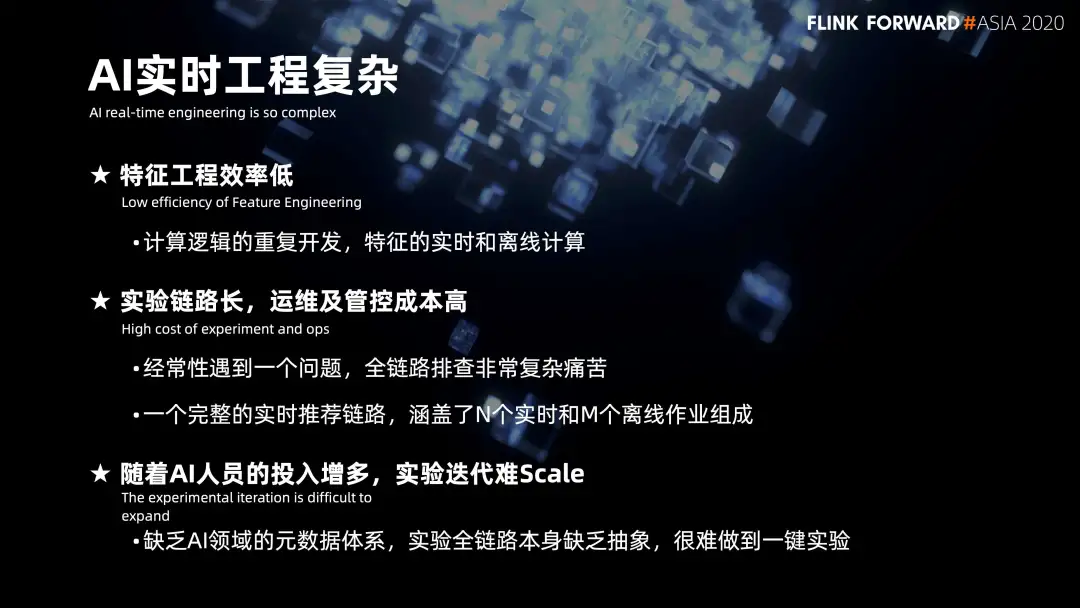 FLINK FORWARD#ASIA 2020
AI实时工程复杂
AI real-time engineering is so complex
★ 特征工程效率低
Low efficiency of Feature Engineering
•计算逻辑的重复开发，特征的实时和离线计算
★ 实验链路长，运维及管控成本高
High cost of experiment and ops
•经常性遇到一个问题，全链路排查非常复杂痛苦
•一个完整的实时推荐链路，涵盖了N个实时和M个离线作业组成
★ 随着AI人员的投入增多，实验迭代难Scale
The experimental iteration is difficult to
expand
•缺乏AI领域的元数据体系，实验全链路本身缺乏抽象，很难做到一键实验